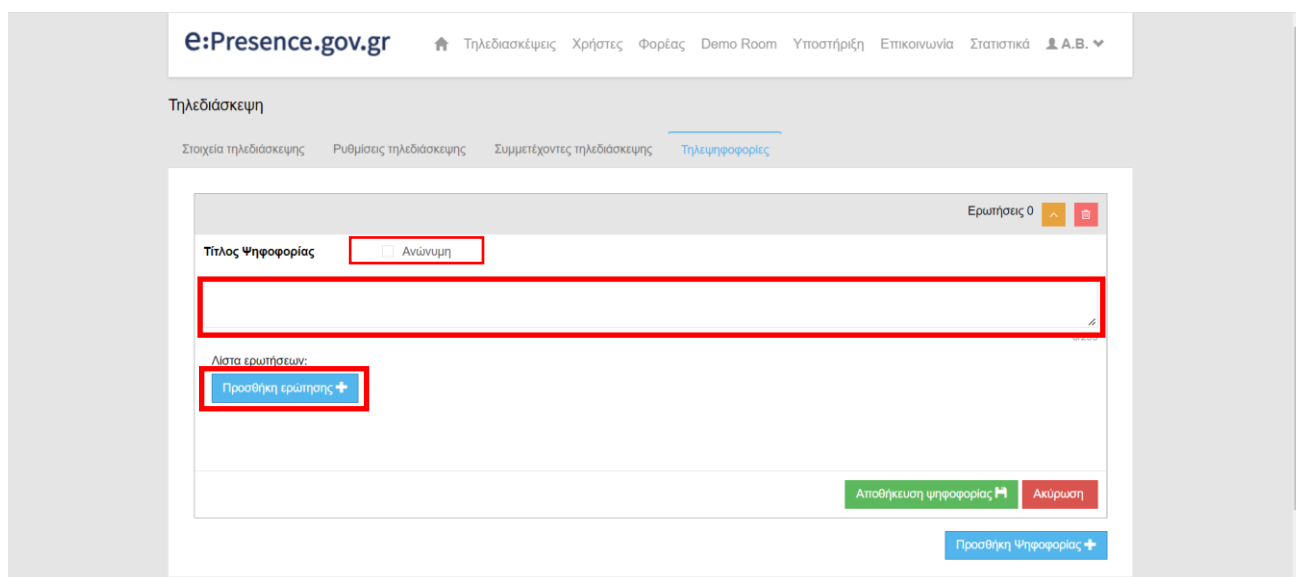 e:Presence.gov.gr Τηλεδιασκέψεις Χρήστες Φορέας Demo Room Υποστήριξη Επικοινωνία Στατιστικά A.B.
Τηλεδιάσκεψη
Στοιχεία τηλεδιάσκεψης Ρυθμίσεις τηλεδιάσκεψης Συμμετέχοντες τηλεδιάσκεψης Τηλεψηφοφορίες
Ερωτήσεις 0
Τίτλος Ψηφοφορίας Ανώνυμη
Λίστα ερωτήσεων:
Προσθήκη ερώτησης
Αποθήκευση ψηφοφορίας Ακύρωση
Προσθήκη Ψηφοφορίας